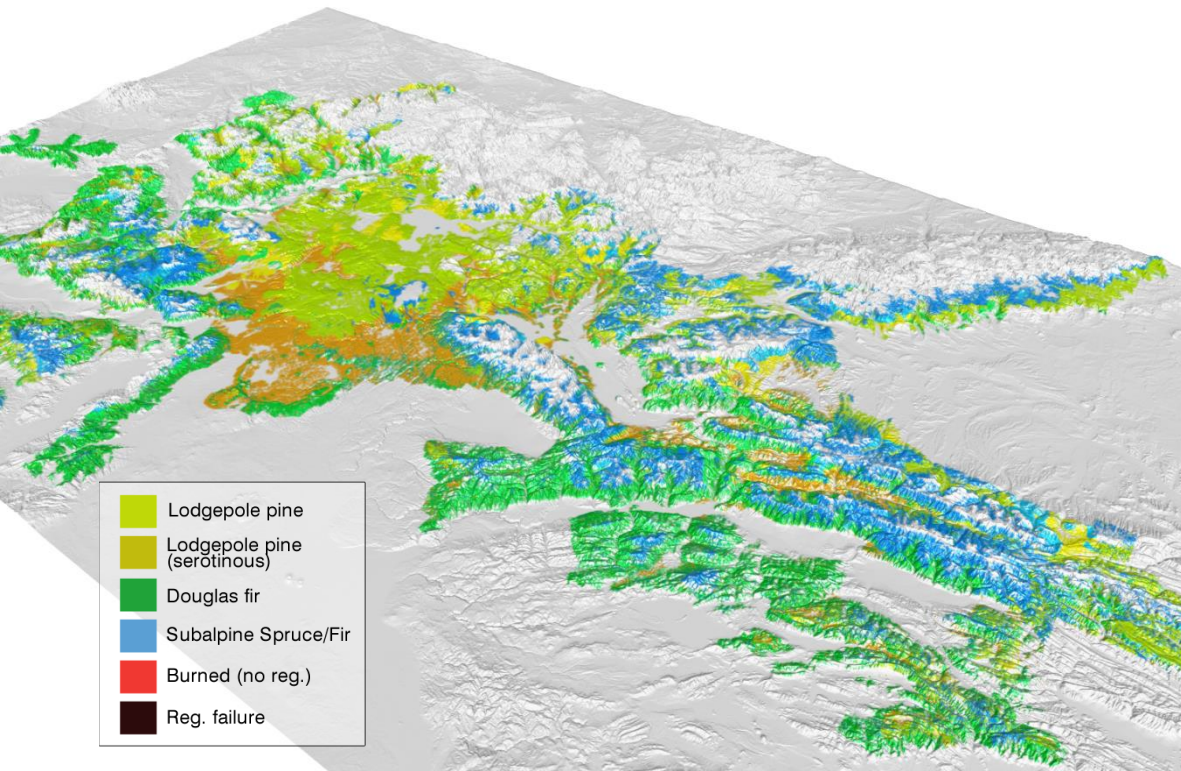 Lodgepole pine
Lodgepole pine
(serotinous)
Douglas fir
Subalpine Spruce/Fir
Burned (no reg.)
Reg. failure